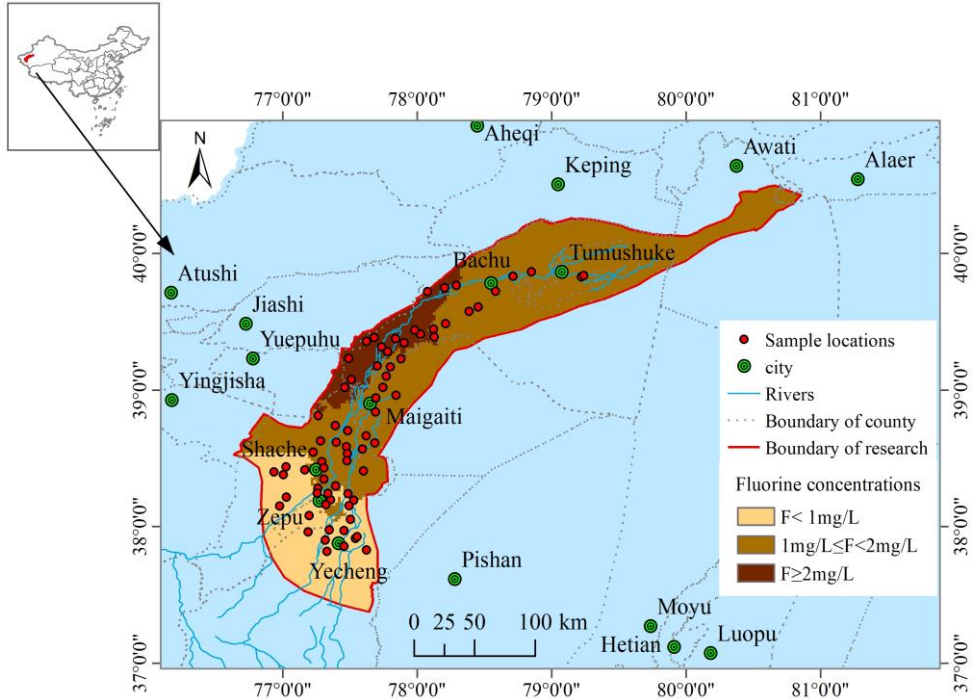 77°0'0" 78°0'0" 79°0'0" 80°0'0" 81°0'0"
N
Aheqi
Awati
Keping
Alaer
40°0'0" 40°0'0"
Bachu
Tumushuke
Atushi
Jiashi
Yuepuhu
Yingjisha
39°0'0" 39°0'0"
Maigaiti
Shache
Zepu
Yecheng
38°0'0" 38°0'0"
Pishan
Moyu
Hetian
Luopu
37°0'0" 37°0'0"
Sample locations
city
Rivers
Boundary of county
Boundary of research
Fluorine concentrations
F< 1mg/L
1mg/L≤F<2mg/L
F≥2mg/L
0 25 50 100 km
77°0'0" 78°0'0" 79°0'0" 80°0'0" 81°0'0"